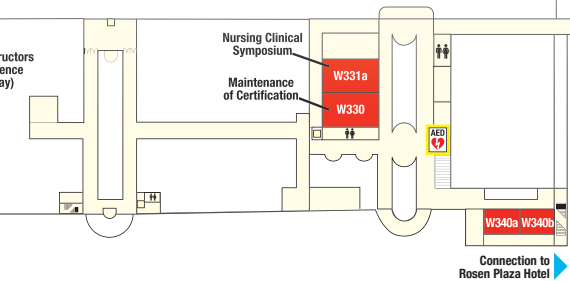 Nursing Clinical
Symposium
W331a
Maintenance
of Certification
W330
AED
W340a W340b
Connection to
Rosen Plaza Hotel